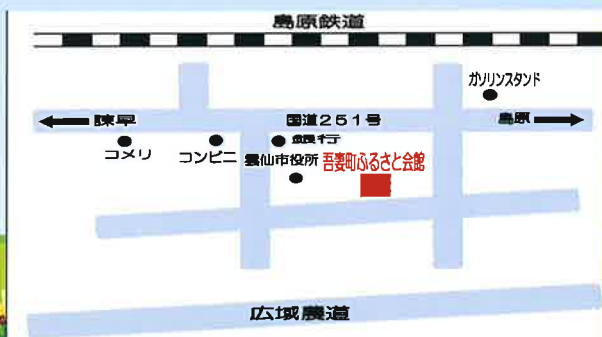 島原鉄道
ガソリンスタンド
諫早
国道251号
島原
コメリ
コンビニ
銀行
雲仙市役所
吾妻町ふるさと会館
広域農道